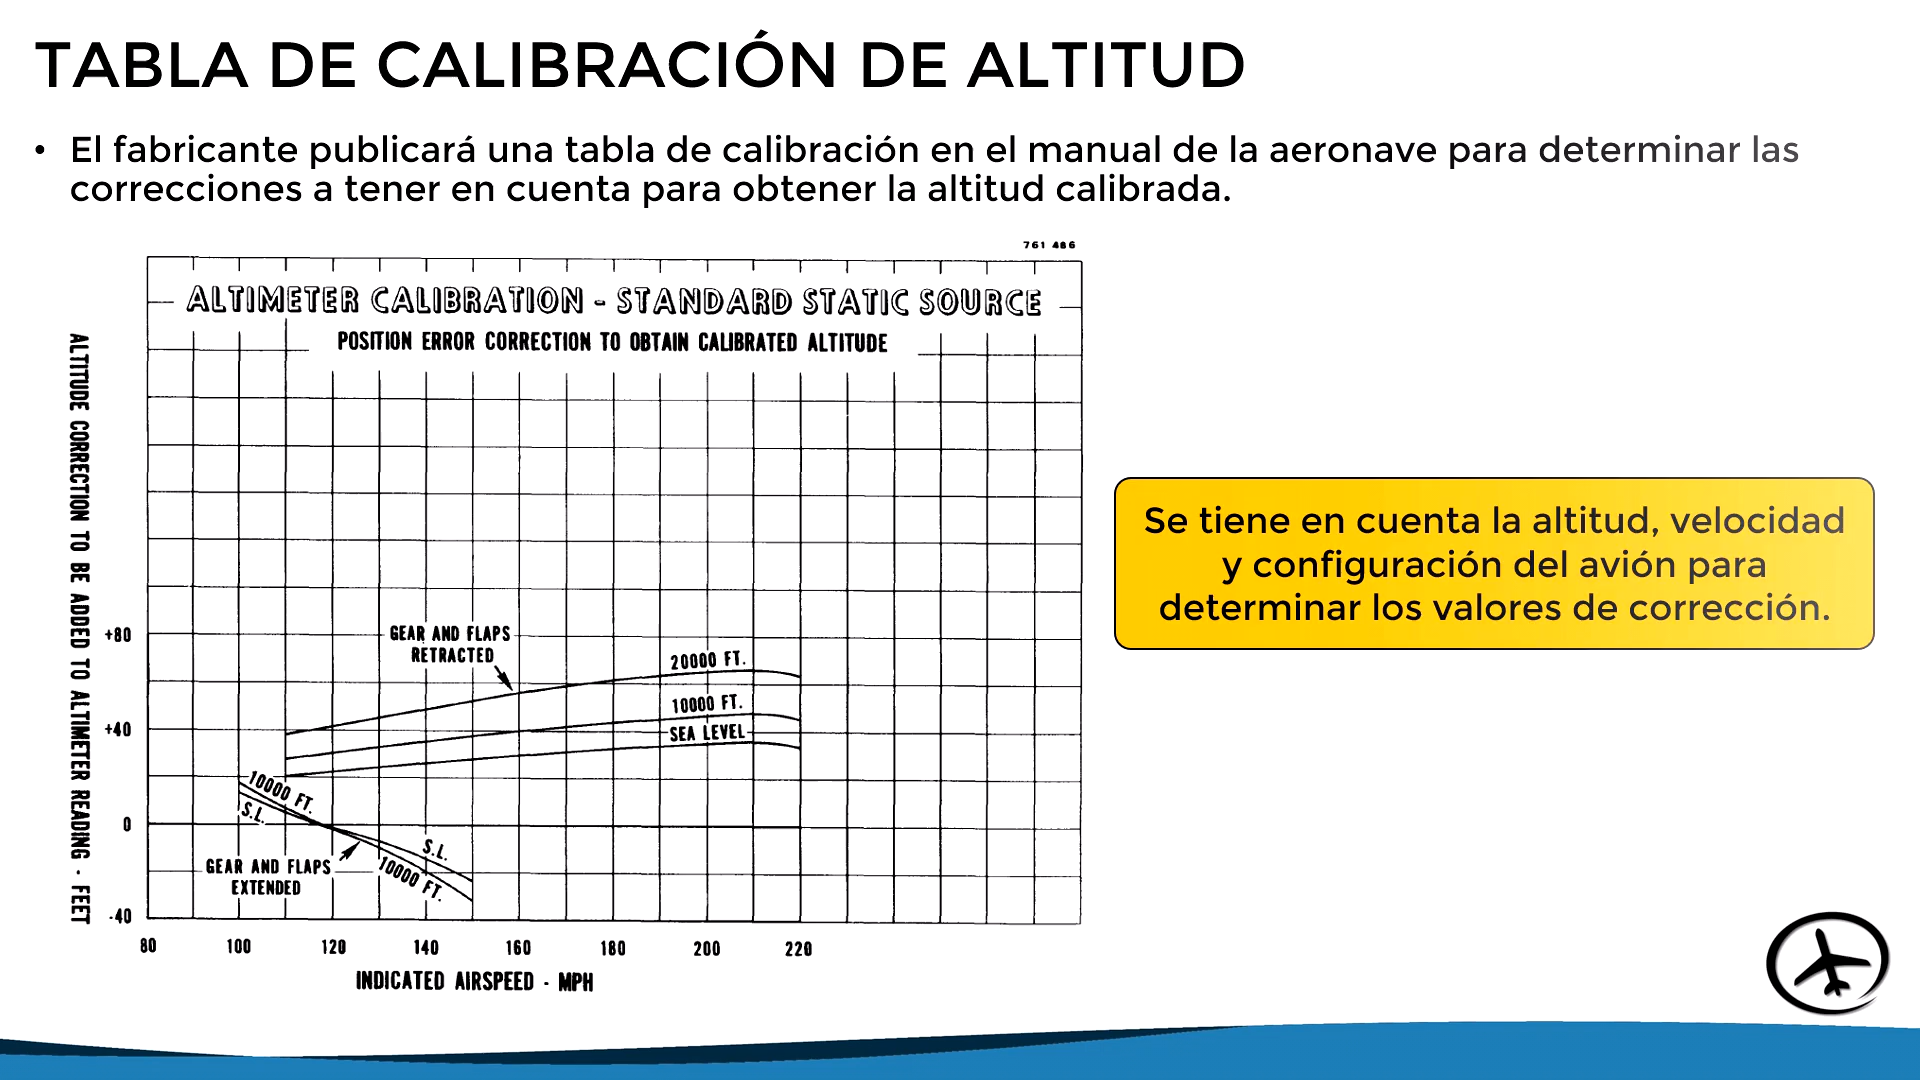 TABLA DE CALIBRACIÓN DE ALTITUD
• El fabricante publicará una tabla de calibración en el manual de la aeronave para determinar las
correcciones a tener en cuenta para obtener la altitud calibrada.
761 486
ALTIMETER CALIBRATION - STANDARD STATIC SOURCE
POSITION ERROR CORRECTION TO OBTAIN CALIBRATED ALTITUDE
ALTITUDE CORRECTION TO BE ADDED TO ALTIMETER READING - FEET
Se tiene en cuenta la altitud, velocidad
y configuración del avión para
determinar los valores de corrección.
+80
GEAR AND FLAPS
RETRACTED
20000 FT.
10000 FT.
+40
SEA LEVEL
10000 FT.
S.L.
0
S.L.
10000 FT.
GEAR AND FLAPS
EXTENDED
-40
80 100 120 140 160 180 200 220
INDICATED AIRSPEED - MPH